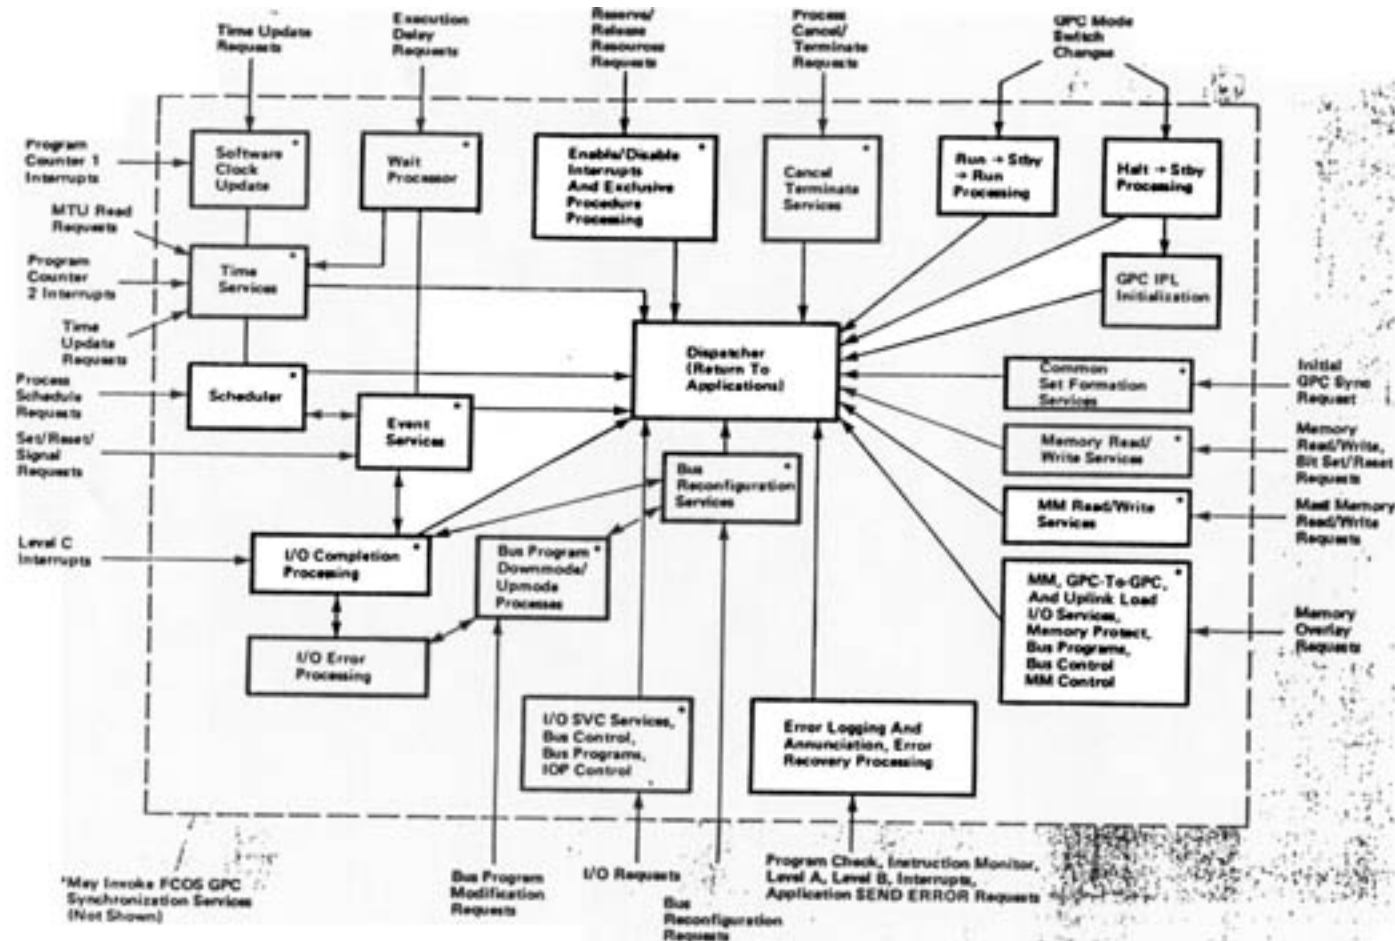 Time Update
Requests
Execution
Delay
Requests
Reserve/
Release
Resources
Requests
Process
Cancel/
Terminate
Requests
GPC Mode
Switch
Changes
Program
Counter 1
Interrupts
Software *
Clock
Update
Wait *
Processor
Enable/Disable *
Interrupts
And Exclusive
Procedure
Processing
Cancel *
Terminate
Services
Run → Stby
→ Run
Processing
Halt → Stby
Processing
MTU Read
Requests
Program
Counter
2 Interrupts
Time *
Services
GPC IPL
Initialization
Time
Update
Requests
Dispatcher
(Return To
Applications)
Process
Schedule
Requests
Scheduler *
Common *
Set Formation
Services
Initial
GPC Sync
Request
Set/Reset/
Signal
Requests
Event *
Services
Memory Read/ *
Write Services
Memory
Read/Write,
Bit Set/Reset
Requests
Bus *
Reconfiguration
Services
MM Read/Write *
Services
Mass Memory
Read/Write
Requests
Level C
Interrupts
I/O Completion *
Processing
Bus Program *
Downmode/
Upmode
Processes
MM, GPC-To-GPC, *
And Uplink Load
I/O Services,
Memory Protect,
Bus Programs,
Bus Control
MM Control
Memory
Overlay
Requests
I/O Error
Processing
I/O SVC Services, *
Bus Control,
Bus Programs,
IOP Control
Error Logging And
Annunciation, Error
Recovery Processing
*May Invoke FCOS GPC
Synchronization Services
(Not Shown)
Bus Program
Modification
Requests
I/O Requests
Bus
Reconfiguration
Requests
Program Check, Instruction Monitor,
Level A, Level B, Interrupts,
Application SEND ERROR Requests